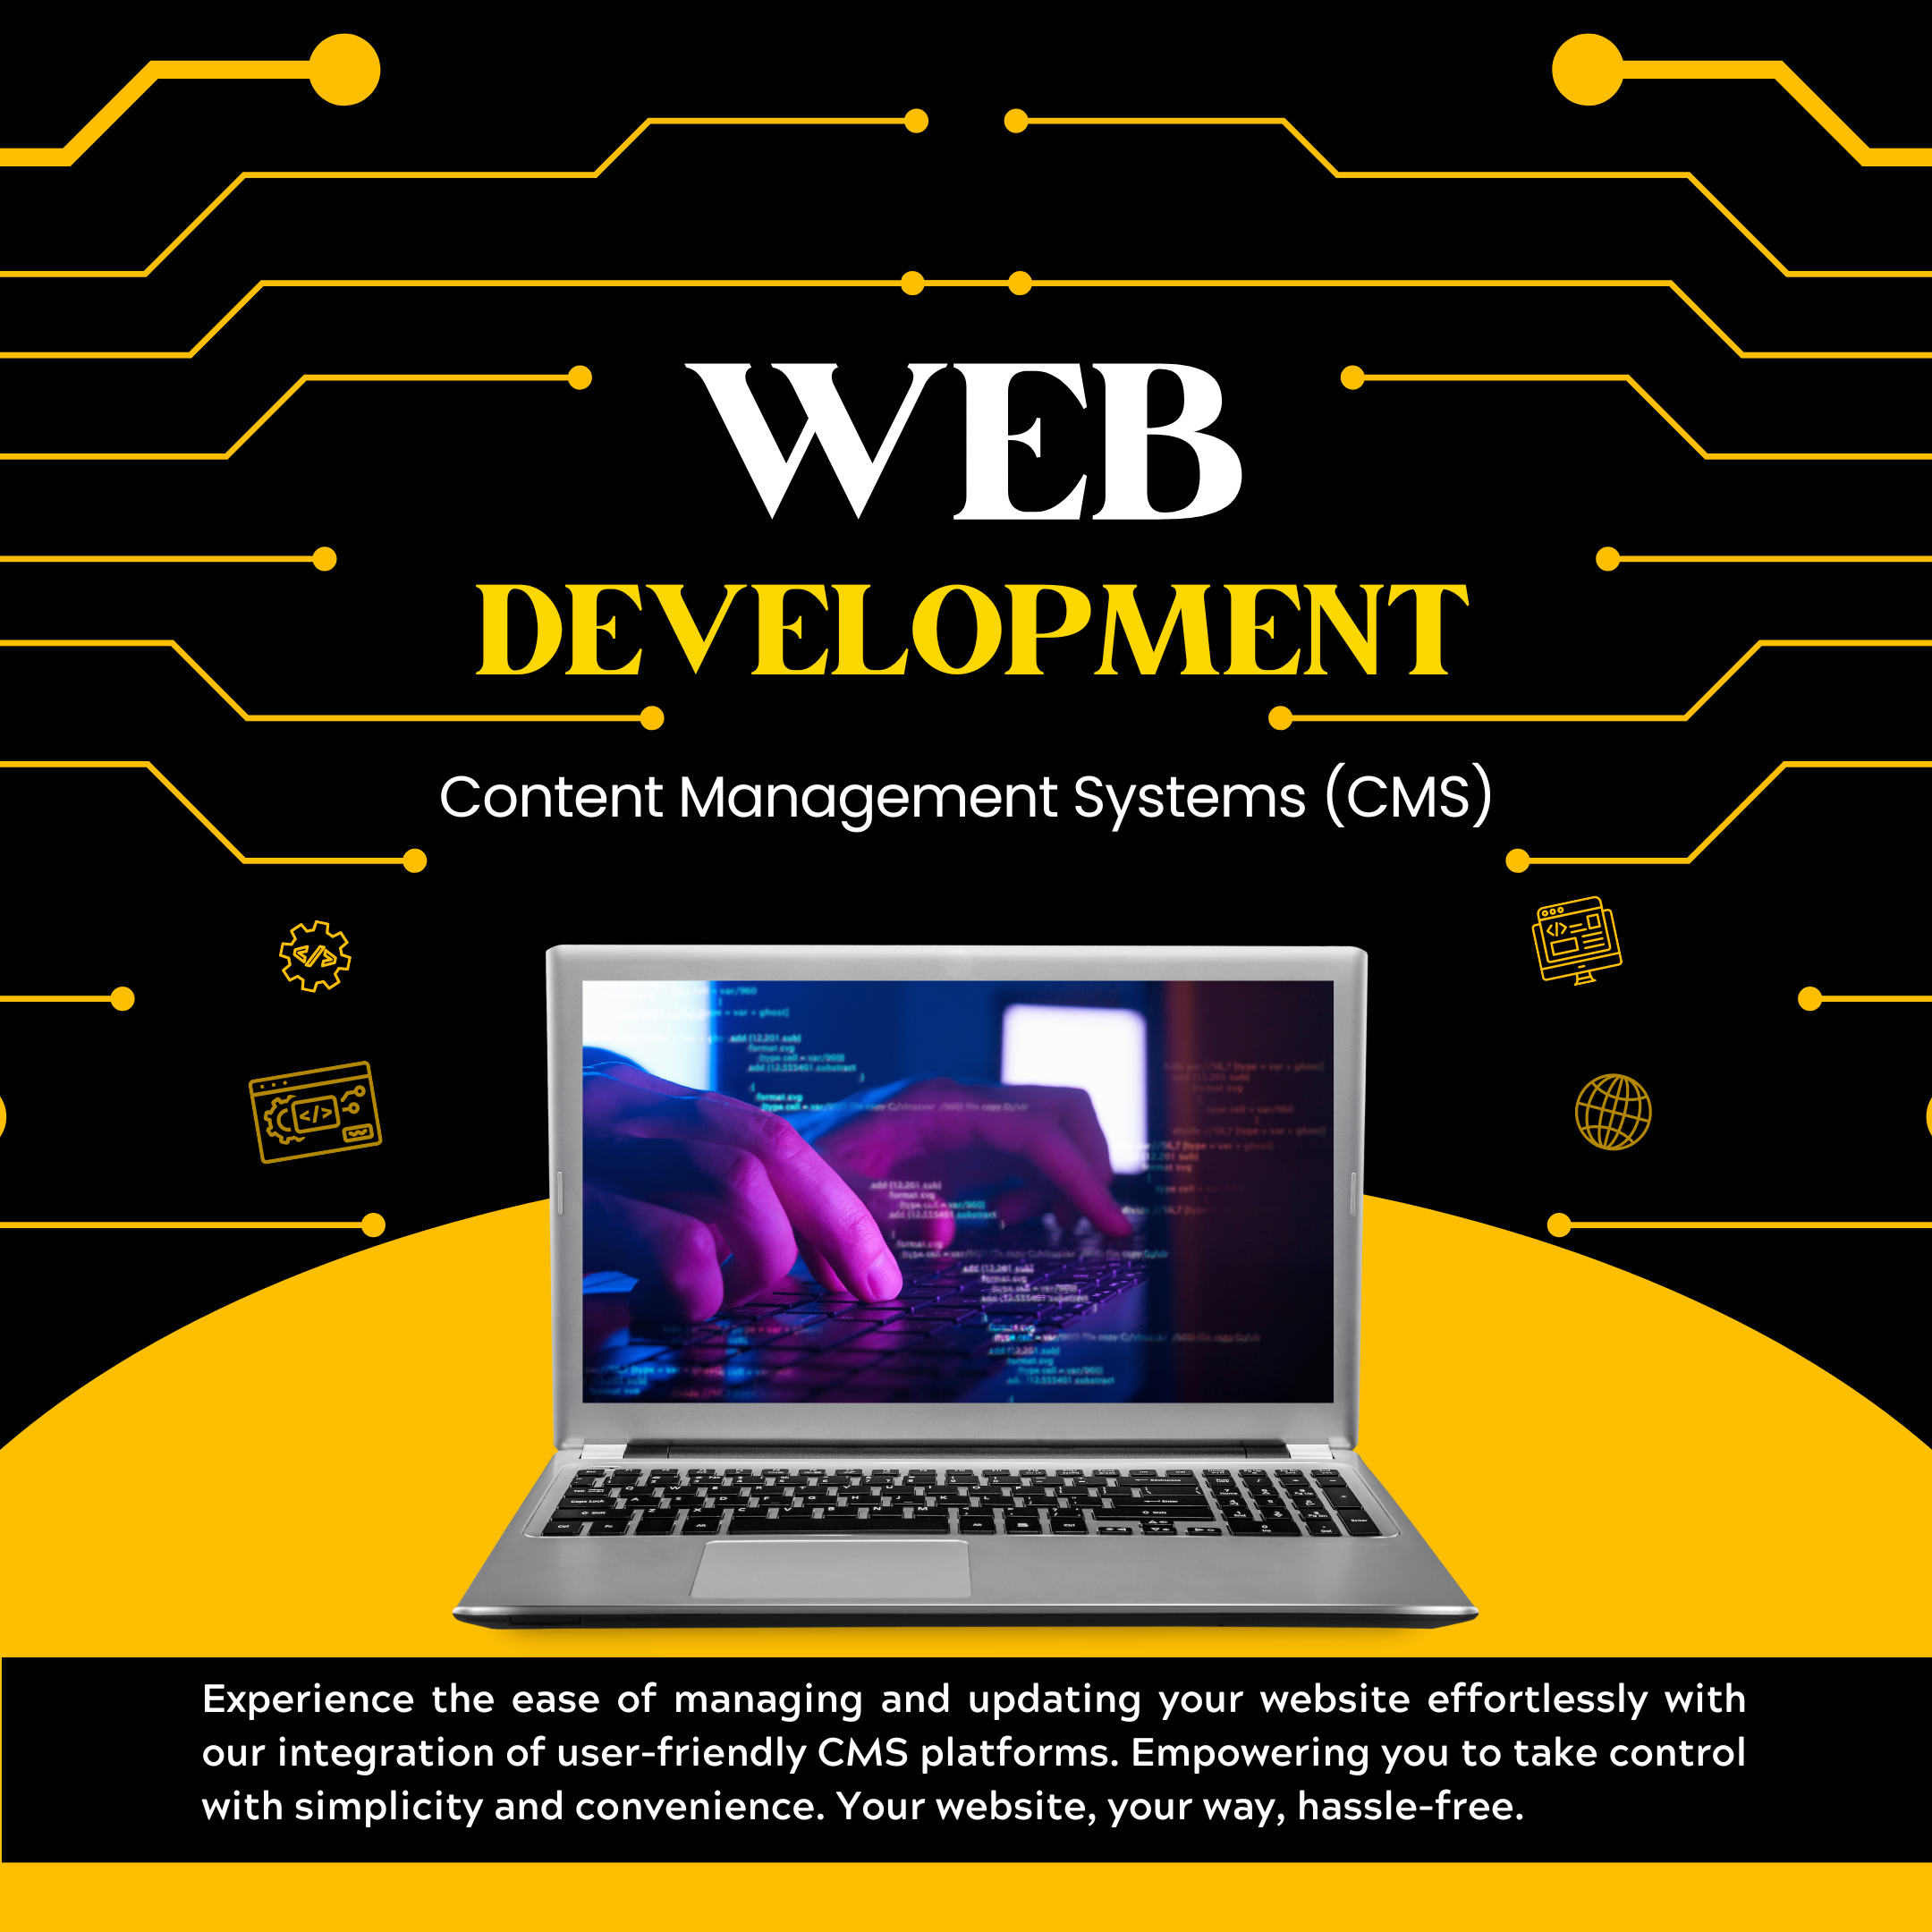 WEB
DEVELOPMENT
Content Management Systems (CMS)
Experience the ease of managing and updating your website effortlessly with
our integration of user-friendly CMS platforms. Empowering you to take control
with simplicity and convenience. Your website, your way, hassle-free.